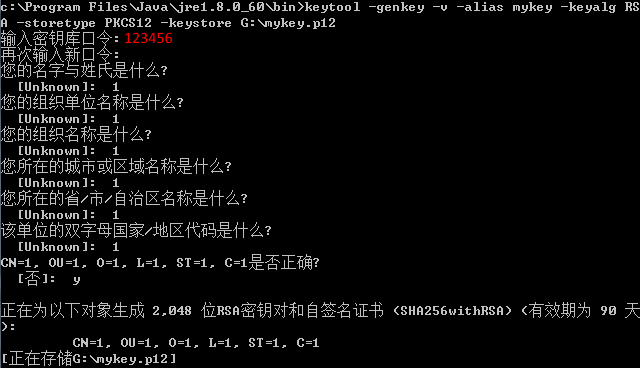 c:\Program Files\Java\jre1.8.0_60\bin>keytool -genkey -v -alias mykey -keyalg RS
A -storetype PKCS12 -keystore G:\mykey.p12
输入密钥库口令:123456
再次输入新口令:
您的名字与姓氏是什么?
  [Unknown]:  1
您的组织单位名称是什么?
  [Unknown]:  1
您的组织名称是什么?
  [Unknown]:  1
您所在的城市或区域名称是什么?
  [Unknown]:  1
您所在的省/市/自治区名称是什么?
  [Unknown]:  1
该单位的双字母国家/地区代码是什么?
  [Unknown]:  1
CN=1, OU=1, O=1, L=1, ST=1, C=1是否正确?
  [否]:  y
正在为以下对象生成 2,048 位RSA密钥对和自签名证书 (SHA256withRSA) (有效期为 90 天
):
         CN=1, OU=1, O=1, L=1, ST=1, C=1
[正在存储G:\mykey.p12]